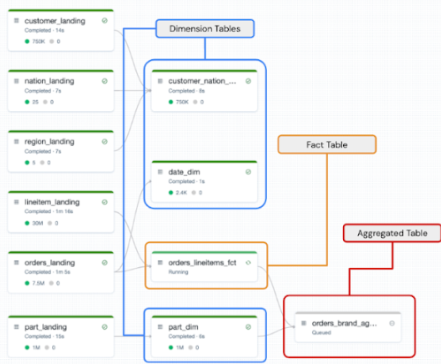 customer_landing
Completed · 14s
750K 0
nation_landing
Completed · 7s
25 0
region_landing
Completed · 7s
5 0
lineitem_landing
Completed · 1m 18s
30M 0
orders_landing
Completed · 1m 5s
7.5M 0
part_landing
Completed · 15s
1M 0
Dimension Tables
customer_nation_...
Completed · 8s
750K 0
date_dim
Completed · 1s
2.4K 0
Fact Table
orders_lineitems_fct
Running
Aggregated Table
part_dim
Completed · 6s
1M 0
orders_brand_ag...
Queued